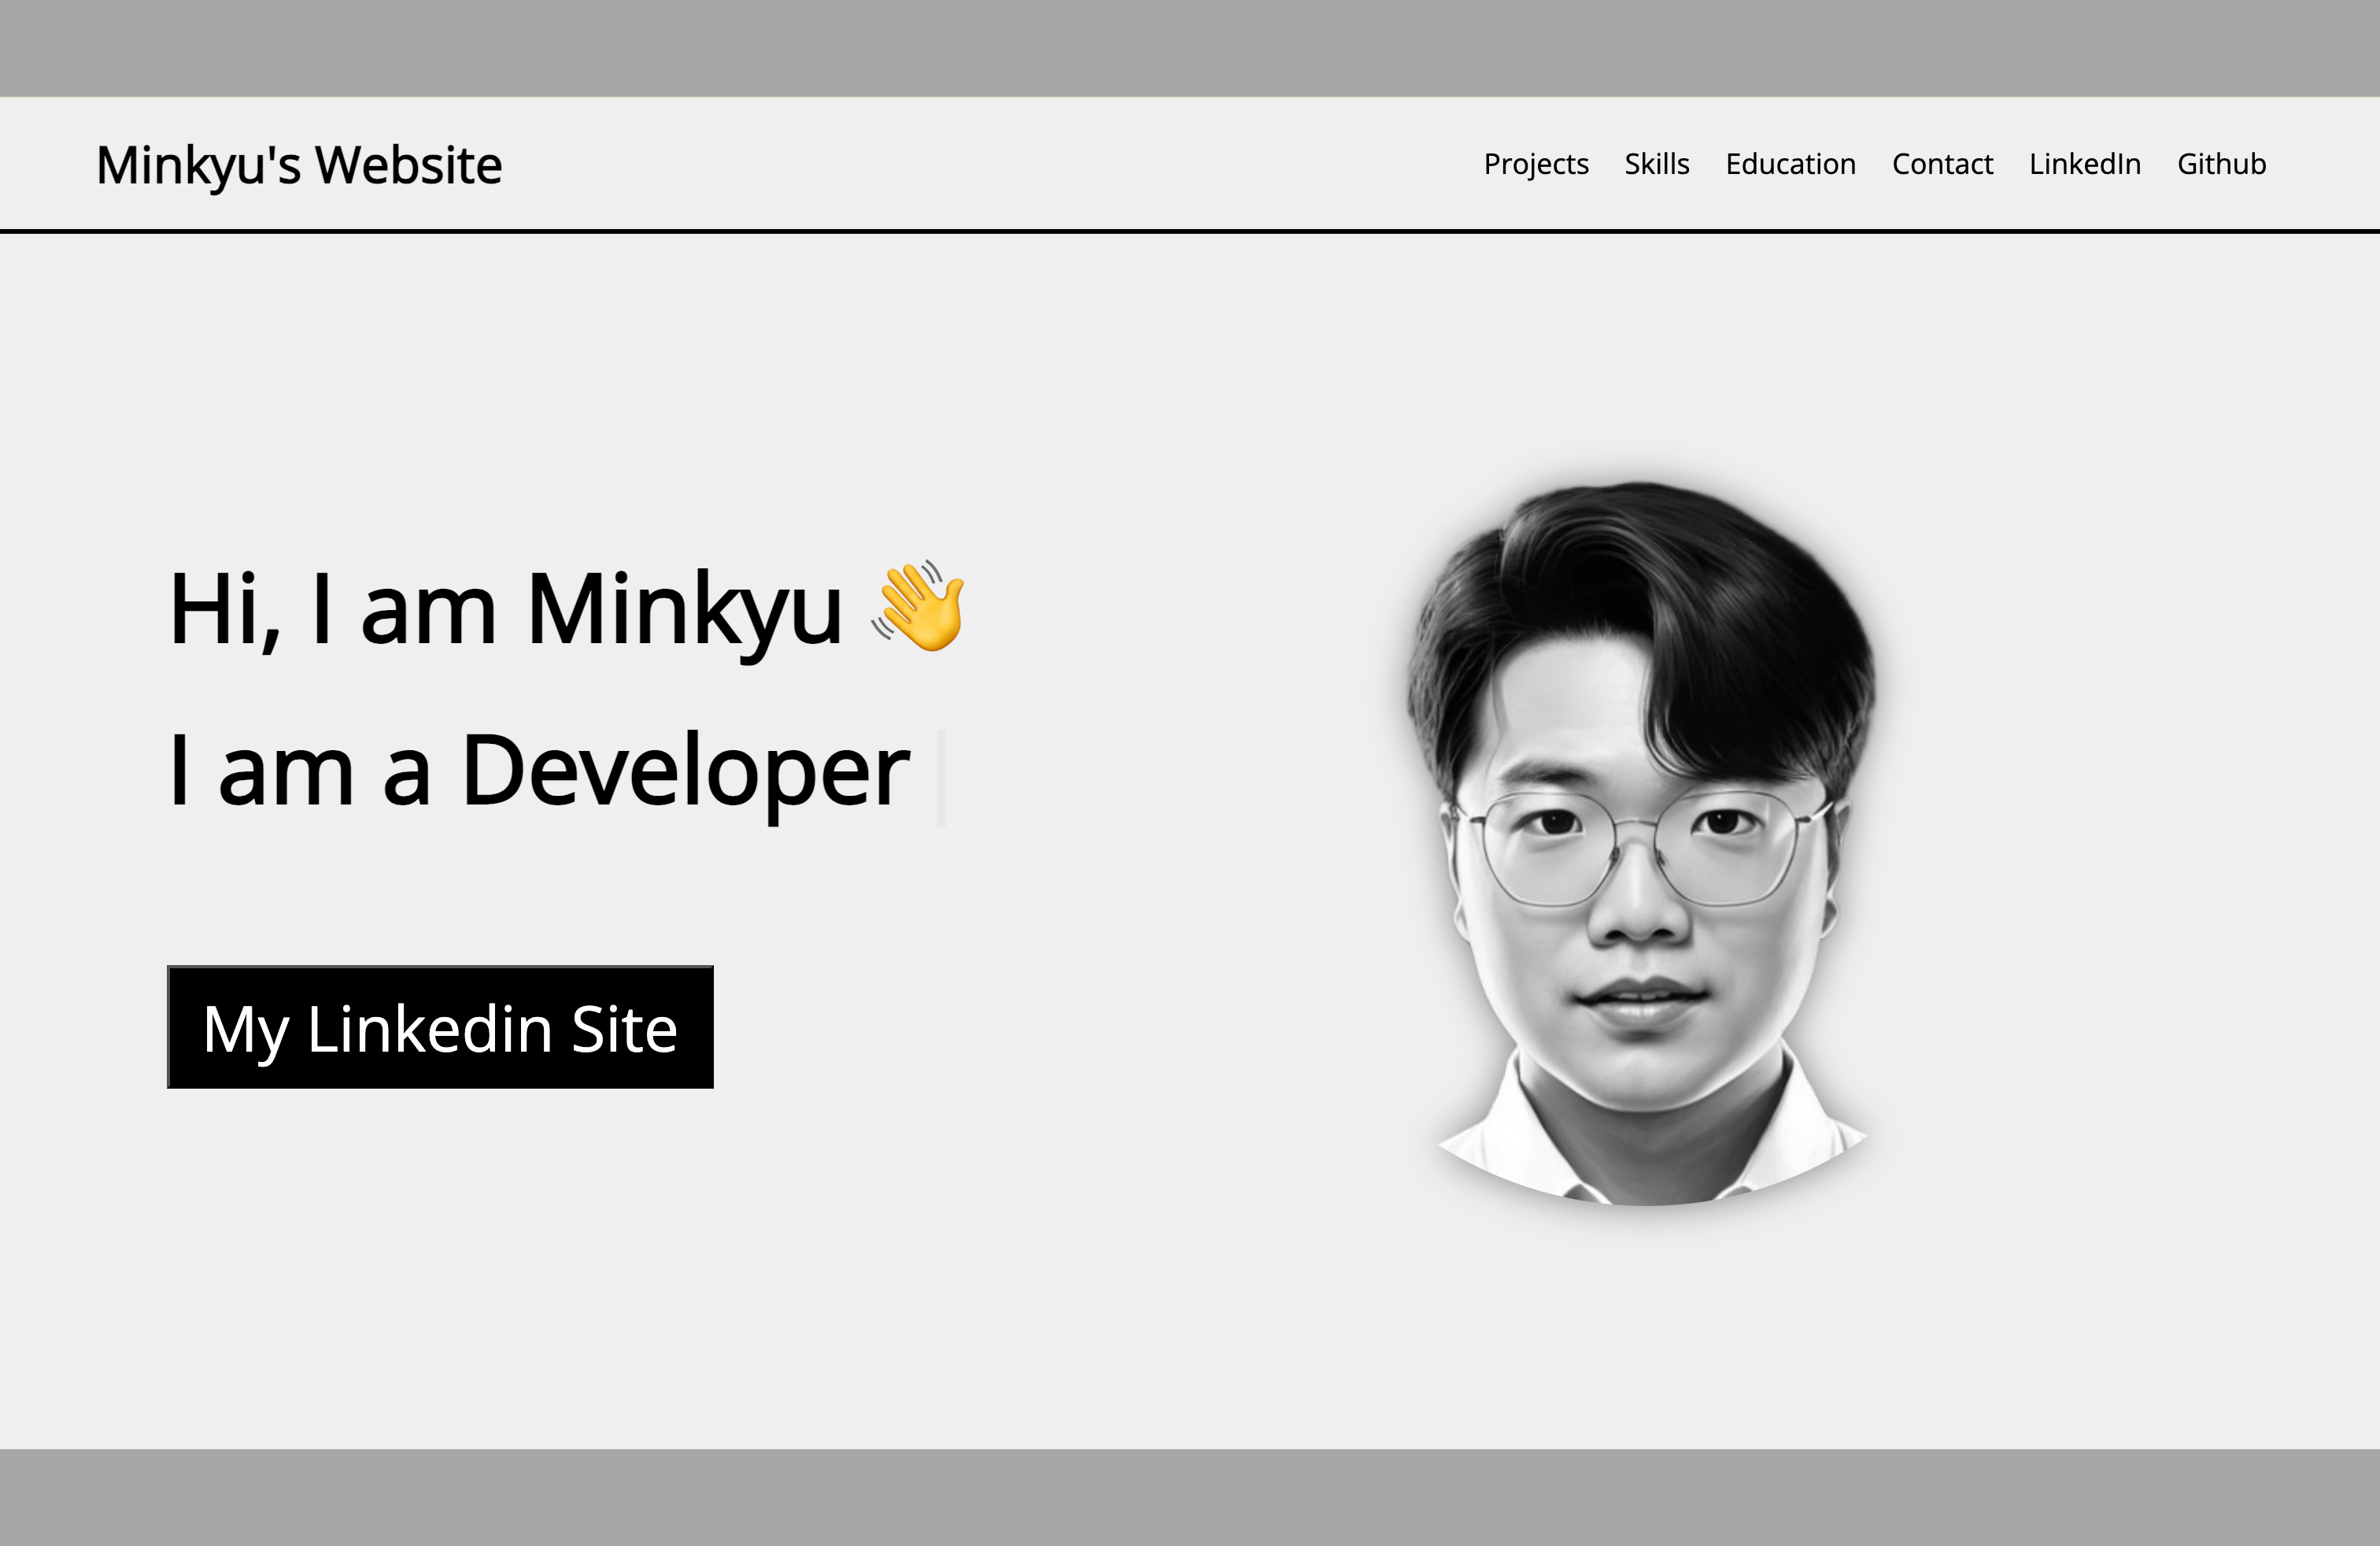 Minkyu's Website
Projects Skills Education Contact LinkedIn Github
Hi, I am Minkyu 👋
I am a Developer
My Linkedin Site